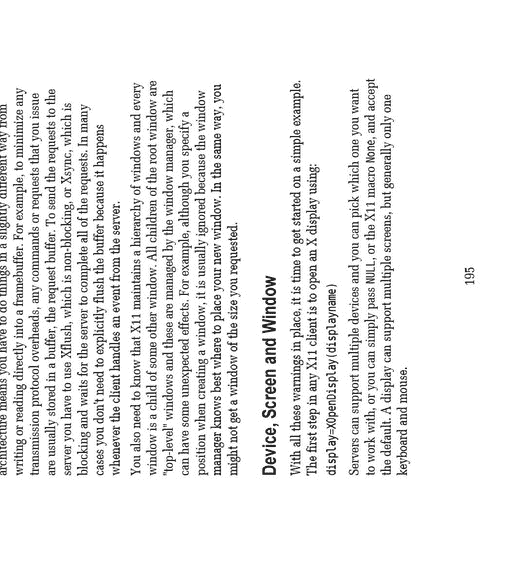 architecture means you have to do things in a slightly different way from
writing or reading directly into a framebuffer. For example, to minimize any
transmission protocol overheads, any commands or requests that you issue
are usually stored in a buffer, the request buffer. To send the requests to the
server you have to use Xflush, which is non-blocking, or Xsync, which is
blocking and waits for the server to complete all of the requests. In many
cases you don't need to explicitly flush the buffer because it happens
whenever the client handles an event from the server.
You also need to know that X11 maintains a hierarchy of windows and every
window is a child of some other window. All children of the root window are
"top-level" windows and these are managed by the window manager, which
can have some unexpected effects. For example, although you specify a
position when creating a window, it is usually ignored because the window
manager knows best where to place your new window. In the same way, you
might not get a window of the size you requested.
Device, Screen and Window
With all these warnings in place, it is time to get started on a simple example.
The first step in any X11 client is to open an X display using:
display=XOpenDisplay(displayname)
Servers can support multiple devices and you can pick which one you want
to work with, or you can simply pass NULL, or the X11 macro None, and accept
the default. A display can support multiple screens, but generally only one
keyboard and mouse.
195